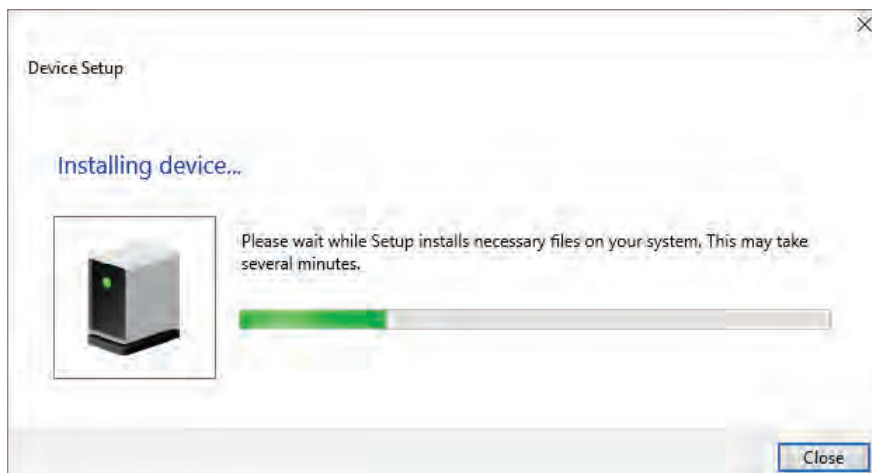 Device Setup
Installing device...
Please wait while Setup installs necessary files on your system. This may take
several minutes.
Close